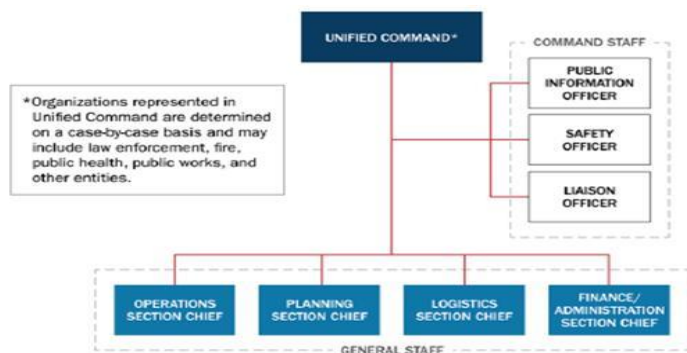 UNIFIED COMMAND*
COMMAND STAFF
PUBLIC
INFORMATION
OFFICER
SAFETY
OFFICER
LIAISON
OFFICER
*Organizations represented in
Unified Command are determined
on a case-by-case basis and may
include law enforcement, fire,
public health, public works, and
other entities.
OPERATIONS
SECTION CHIEF
PLANNING
SECTION CHIEF
LOGISTICS
SECTION CHIEF
FINANCE/
ADMINISTRATION
SECTION CHIEF
GENERAL STAFF